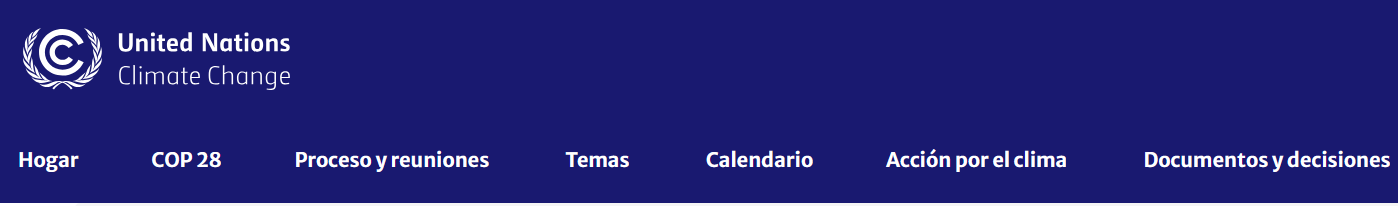 United Nations
Climate Change
Hogar COP 28 Proceso y reuniones Temas Calendario Acción por el clima Documentos y decisiones